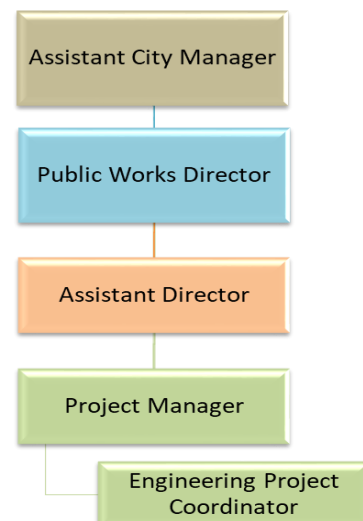 Assistant City Manager
Public Works Director
Assistant Director
Project Manager
Engineering Project
Coordinator